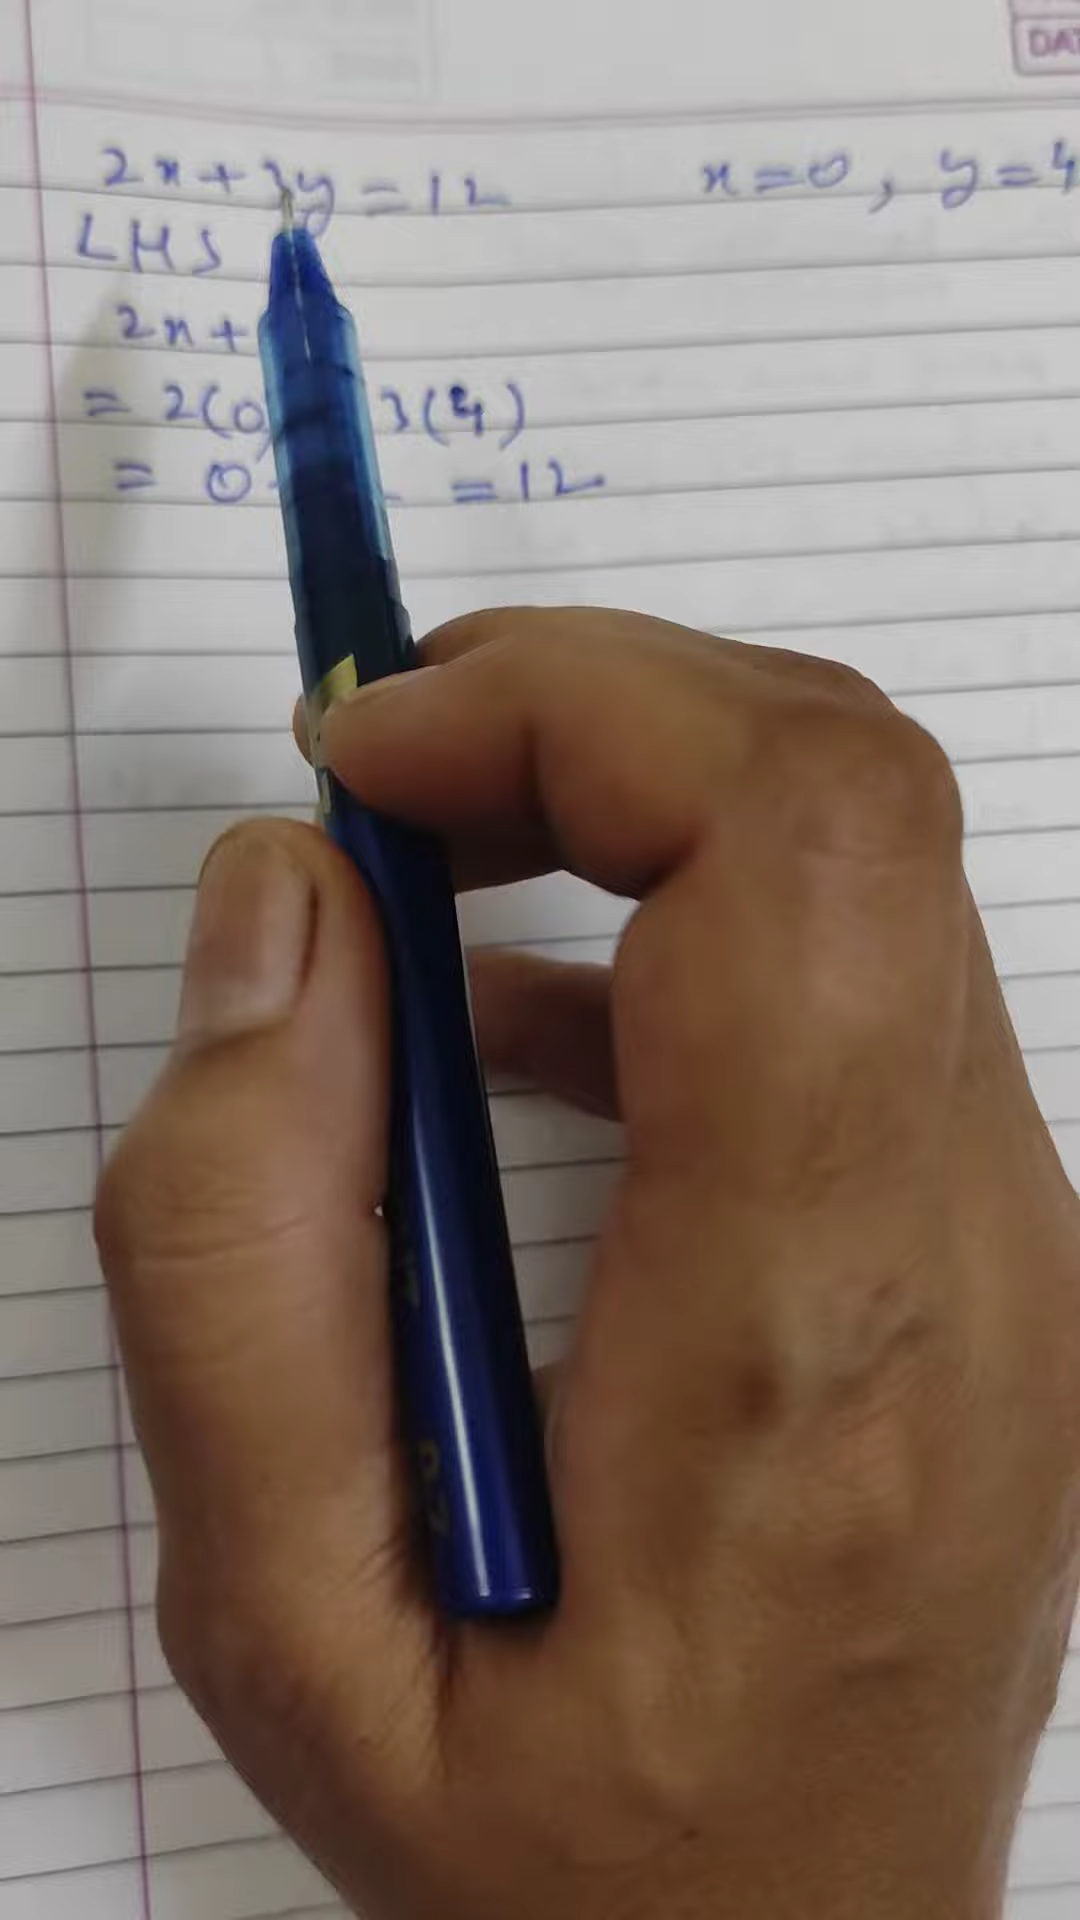 2x + 3y = 12 x = 0, y = 4
LHS
2x +
= 2(0) 3(4)
= 0 = 12